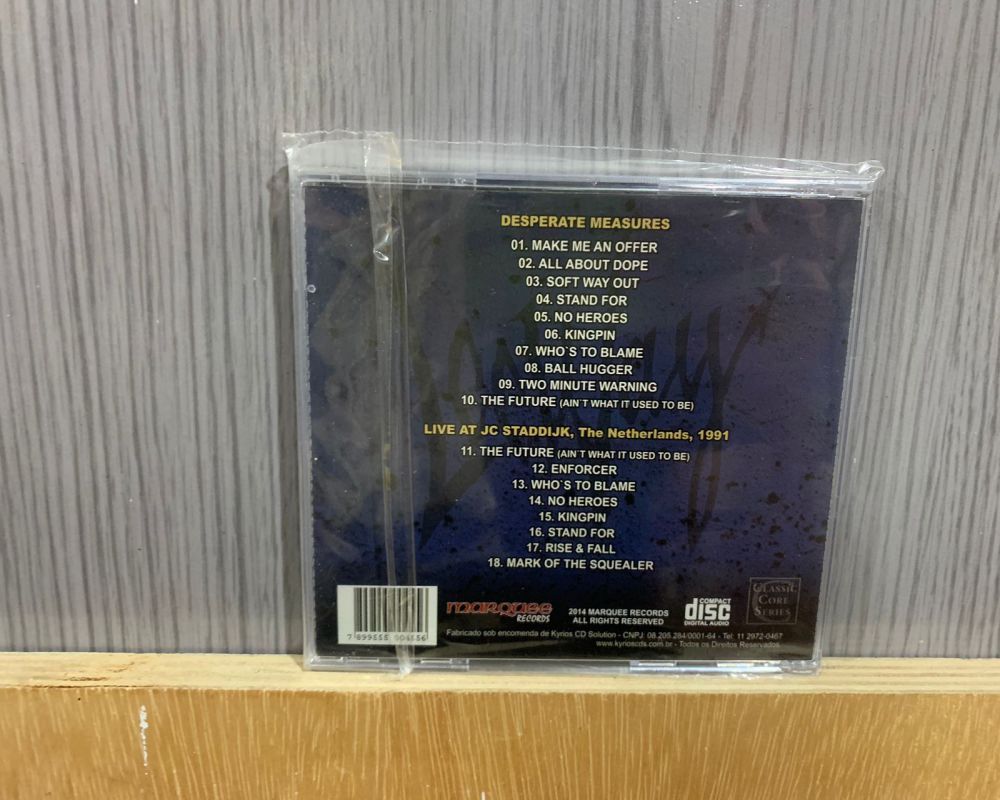 DESPERATE MEASURES
01. MAKE ME AN OFFER
02. ALL ABOUT DOPE
03. SOFT WAY OUT
04. STAND FOR
05. NO HEROES
06. KINGPIN
07. WHO`S TO BLAME
08. BALL HUGGER
09. TWO MINUTE WARNING
10. THE FUTURE (AIN´T WHAT IT USED TO BE)
LIVE AT JC STADDIJK, The Netherlands, 1991
11. THE FUTURE (AIN´T WHAT IT USED TO BE)
12. ENFORCER
13. WHO`S TO BLAME
14. NO HEROES
15. KINGPIN
16. STAND FOR
17. RISE & FALL
18. MARK OF THE SQUEALER
MARQUEE
RECORDS
2014 MARQUEE RECORDS
ALL RIGHTS RESERVED
COMPACT
disc
DIGITAL AUDIO
CLASSIC
CORE
SERIES
Fabricado sob encomenda de Kyrios CD Solution - CNPJ: 08.205.284/0001-64 - Tel: 11 2972-0467
www.kyrioscds.com.br - Todos os Direitos Reservados